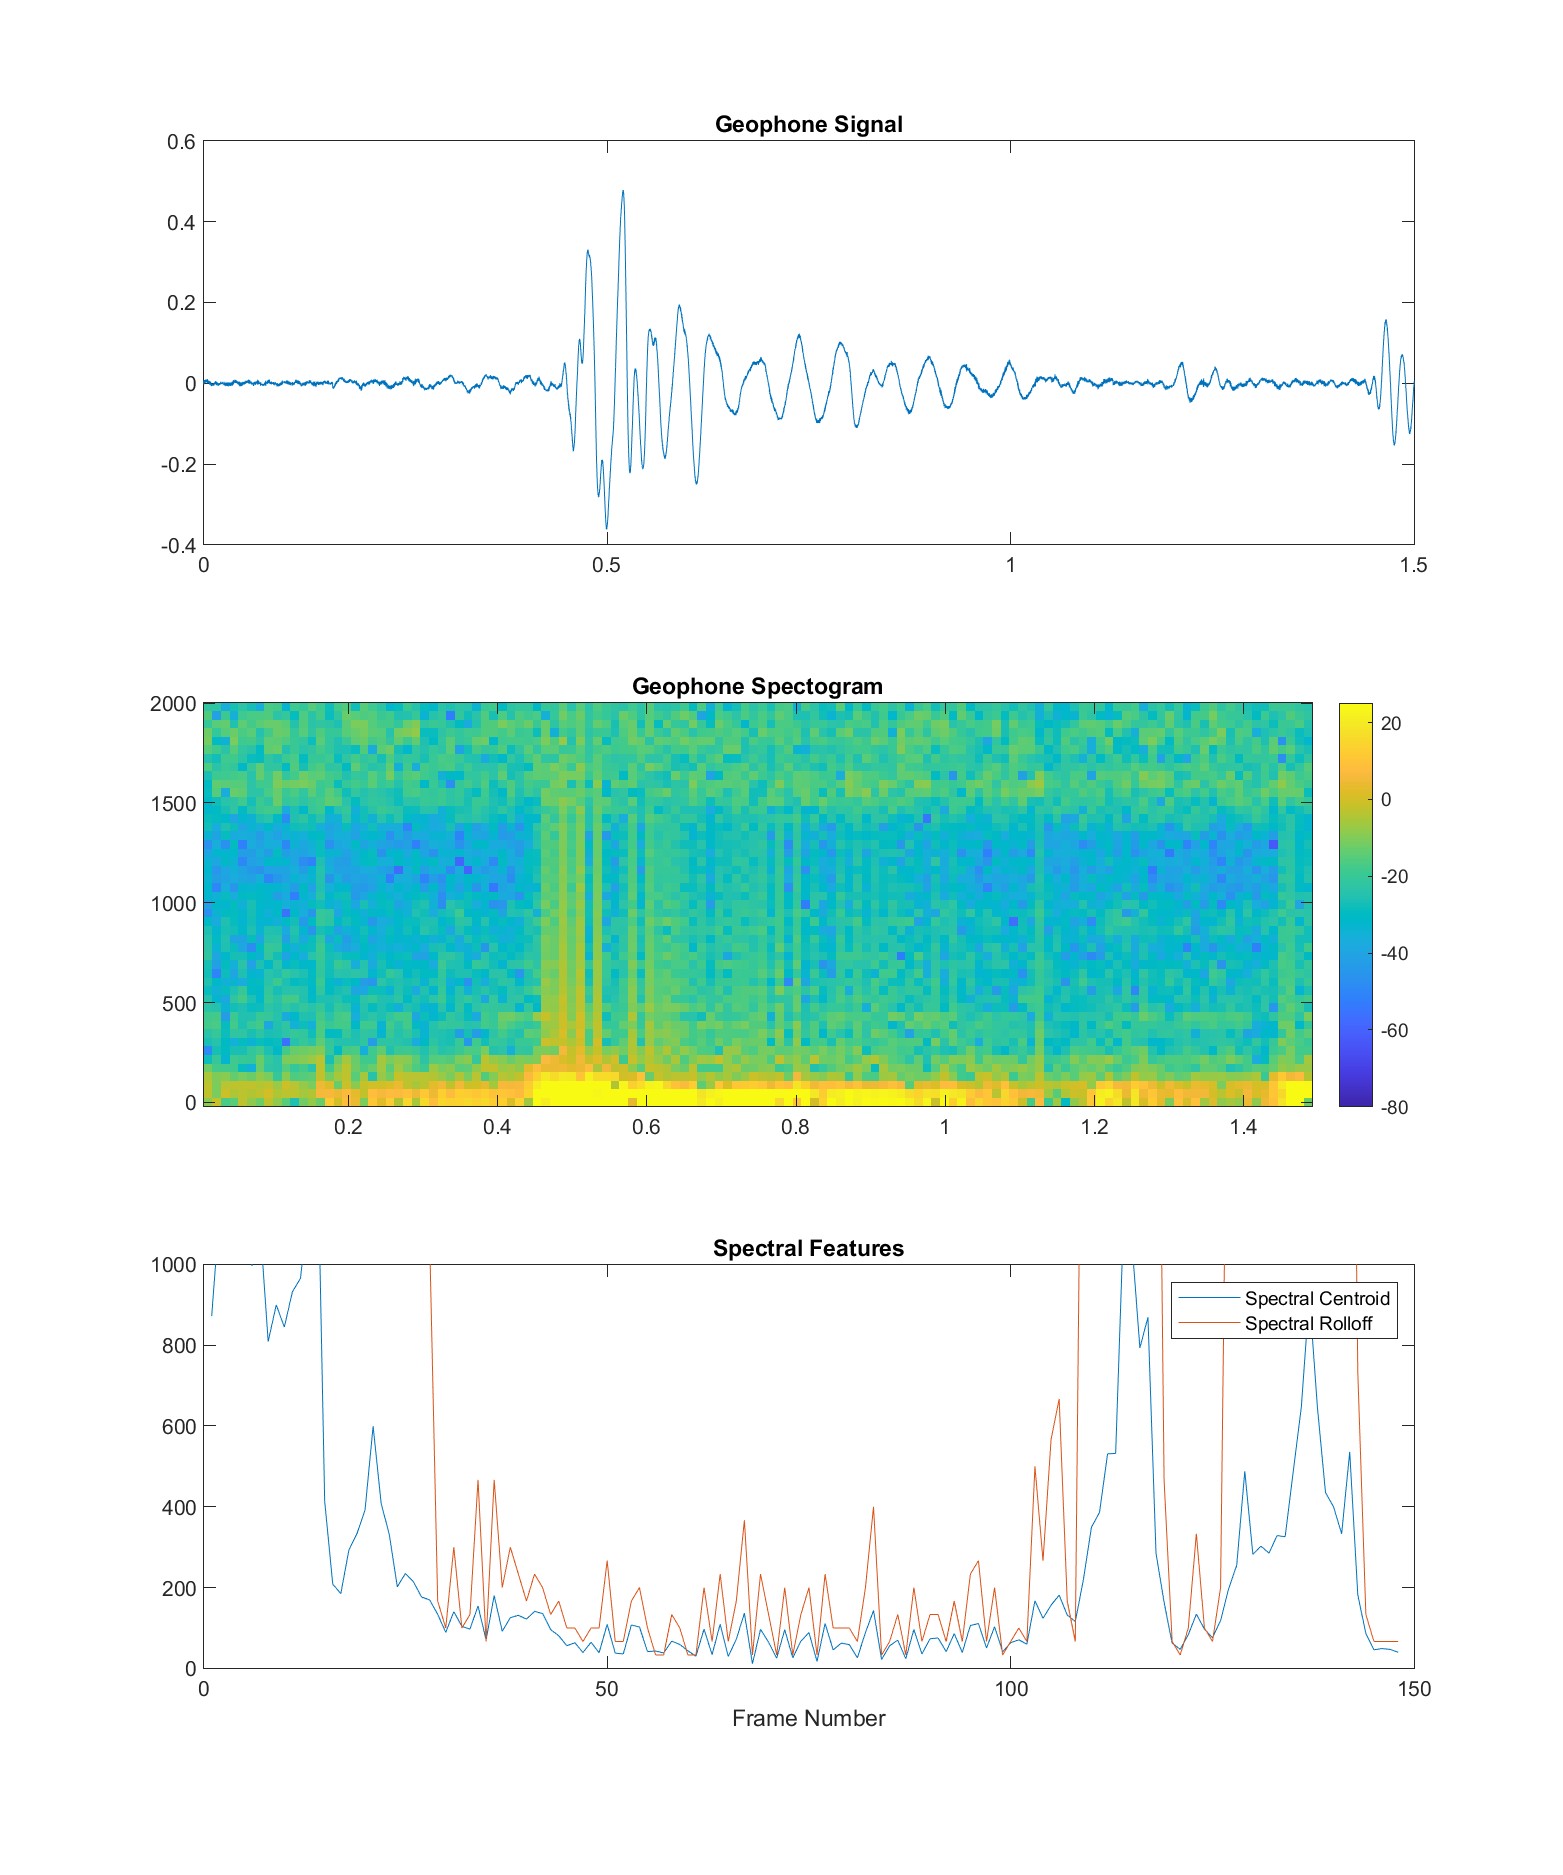 Geophone Signal
0.6
0.4
0.2
0
-0.2
-0.4
0 0.5 1 1.5
Geophone Spectogram
2000
1500
1000
500
0
20
0
-20
-40
-60
-80
0.2 0.4 0.6 0.8 1 1.2 1.4
Spectral Features
1000
800
600
400
200
0
Spectral Centroid
Spectral Rolloff
0 50 100 150
Frame Number